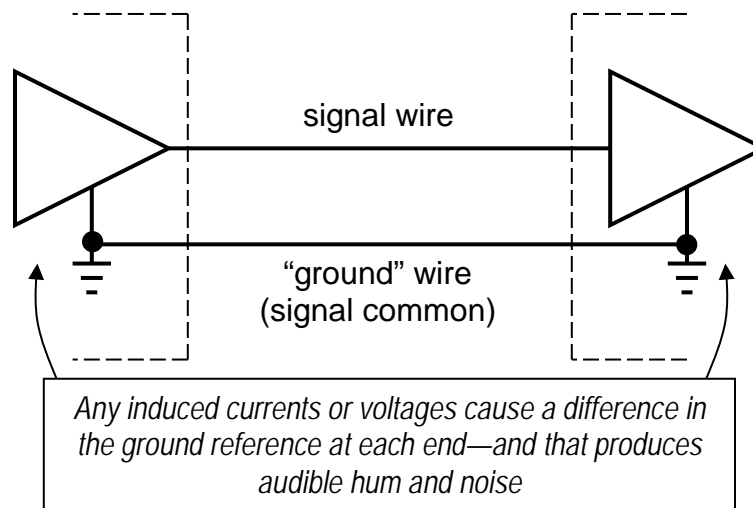 signal wire
“ground” wire
(signal common)
Any induced currents or voltages cause a difference in
the ground reference at each end—and that produces
audible hum and noise